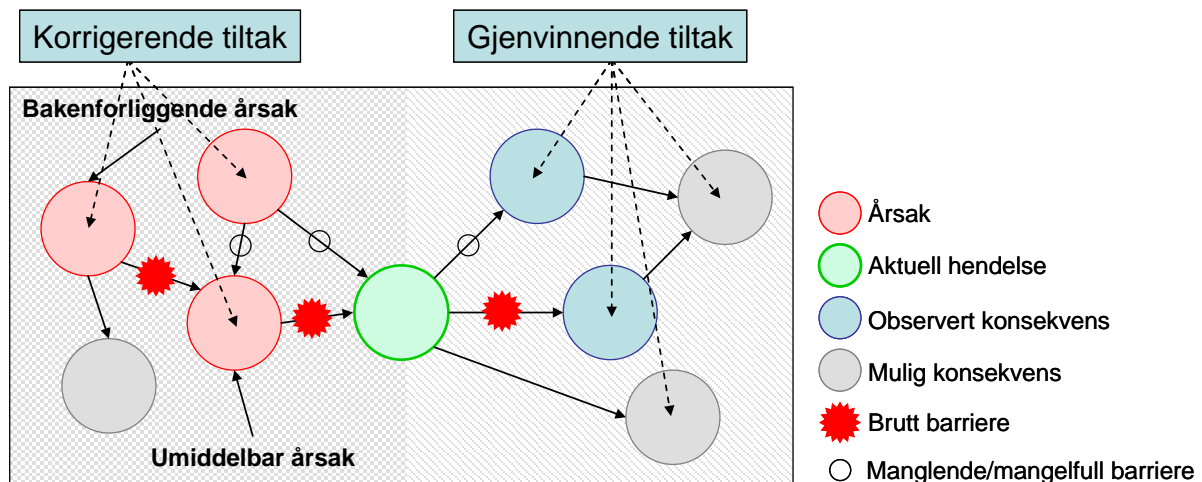 Korrigerende tiltak
Gjenvinnende tiltak
Bakenforliggende årsak
Umiddelbar årsak
Årsak
Aktuell hendelse
Observert konsekvens
Mulig konsekvens
Brutt barriere
Manglende/mangelfull barriere